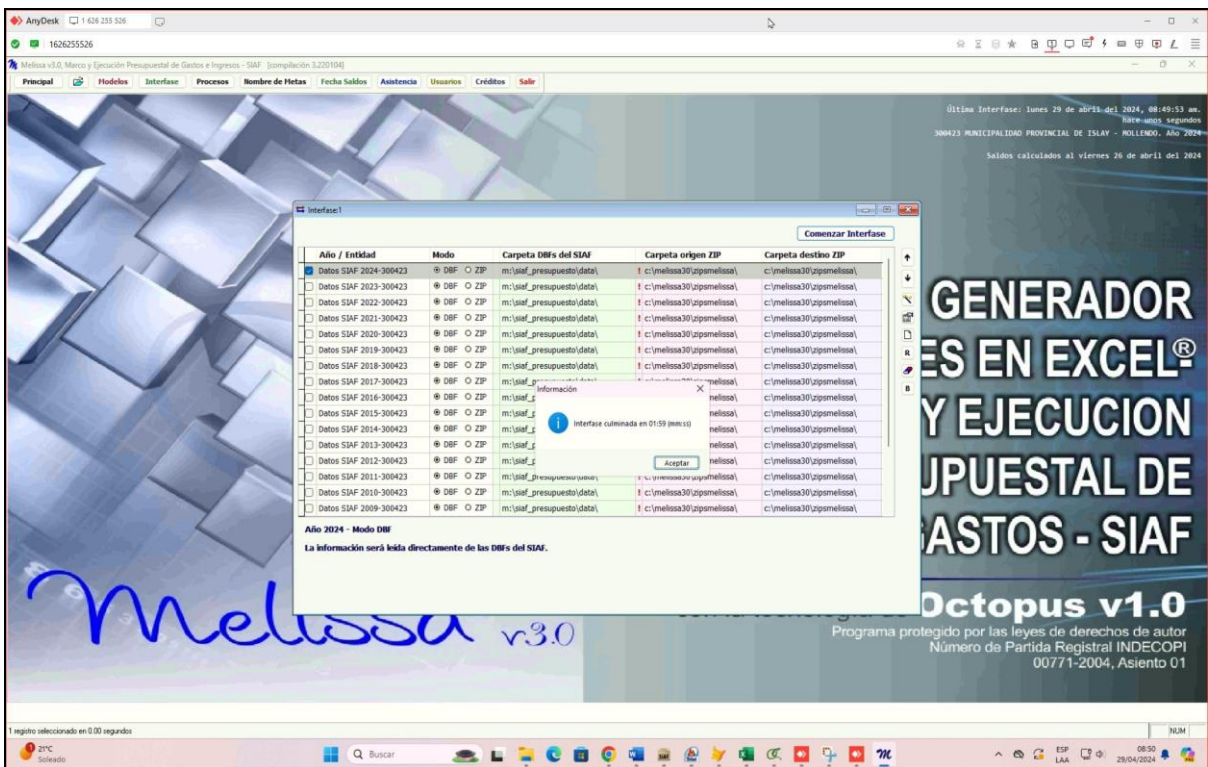 AnyDesk 1 626 255 526
1626255526
Melissa v3.0, Marco y Ejecución Presupuestal de Gastos e Ingresos - SIAF [compilación 3.220104]
Principal Modelos Interfase Procesos Nombre de Metas Fecha Saldos Asistencia Usuarios Créditos Salir
Última Interfase: lunes 29 de abril del 2024, 08:49:53 am.
hace unos segundos
300423 MUNICIPALIDAD PROVINCIAL DE ISLAY - MOLLENDO. Año 2024
Saldos calculados al viernes 26 de abril del 2024
Interfase:1
Comenzar Interfase
Año / Entidad Modo Carpeta DBFs del SIAF Carpeta origen ZIP Carpeta destino ZIP
Datos SIAF 2024-300423 DBF ZIP m:\siaf_presupuesto\data\ ! c:\melissa30\zipsmelissa\ c:\melissa30\zipsmelissa\
Datos SIAF 2023-300423 DBF ZIP m:\siaf_presupuesto\data\ ! c:\melissa30\zipsmelissa\ c:\melissa30\zipsmelissa\
Datos SIAF 2022-300423 DBF ZIP m:\siaf_presupuesto\data\ ! c:\melissa30\zipsmelissa\ c:\melissa30\zipsmelissa\
Datos SIAF 2021-300423 DBF ZIP m:\siaf_presupuesto\data\ ! c:\melissa30\zipsmelissa\ c:\melissa30\zipsmelissa\
Datos SIAF 2020-300423 DBF ZIP m:\siaf_presupuesto\data\ ! c:\melissa30\zipsmelissa\ c:\melissa30\zipsmelissa\
Datos SIAF 2019-300423 DBF ZIP m:\siaf_presupuesto\data\ ! c:\melissa30\zipsmelissa\ c:\melissa30\zipsmelissa\
Datos SIAF 2018-300423 DBF ZIP m:\siaf_presupuesto\data\ ! c:\melissa30\zipsmelissa\ c:\melissa30\zipsmelissa\
Datos SIAF 2017-300423 DBF ZIP c:\melissa30\zipsmelissa\
Datos SIAF 2016-300423 DBF ZIP m:\siaf_p melissa\ c:\melissa30\zipsmelissa\
Datos SIAF 2015-300423 DBF ZIP m:\siaf_p melissa\ c:\melissa30\zipsmelissa\
Datos SIAF 2014-300423 DBF ZIP m:\siaf_p melissa\ c:\melissa30\zipsmelissa\
Datos SIAF 2013-300423 DBF ZIP m:\siaf_p melissa\ c:\melissa30\zipsmelissa\
Datos SIAF 2012-300423 DBF ZIP m:\siaf_p melissa\ c:\melissa30\zipsmelissa\
Datos SIAF 2011-300423 DBF ZIP c:\melissa30\zipsmelissa\
Datos SIAF 2010-300423 DBF ZIP m:\siaf_presupuesto\data\ ! c:\melissa30\zipsmelissa\ c:\melissa30\zipsmelissa\
Datos SIAF 2009-300423 DBF ZIP m:\siaf_presupuesto\data\ ! c:\melissa30\zipsmelissa\ c:\melissa30\zipsmelissa\
Información
Interfase culminada en 01:59 (mm:ss)
Aceptar
R
B
Año 2024 - Modo DBF
La información será leída directamente de las DBFs del SIAF.
GENERADOR
ES EN EXCEL®
Y EJECUCION
UPUESTAL DE
GASTOS - SIAF
Octopus v1.0
Melissa v3.0
Programa protegido por las leyes de derechos de autor
Número de Partida Registral INDECOPI
00771-2004, Asiento 01
1 registro seleccionado en 0.00 segundos
NUM
21°C
Soleado
Buscar
ESP
LAA
08:50
29/04/2024